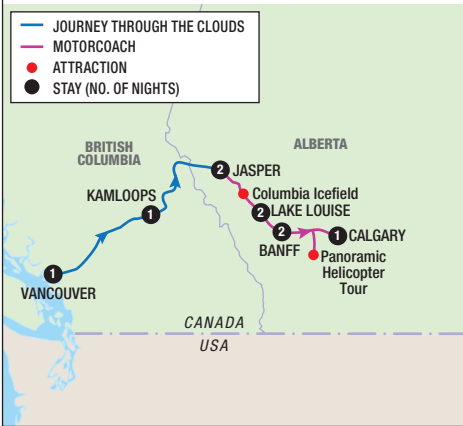 JOURNEY THROUGH THE CLOUDS
MOTORCOACH
ATTRACTION
STAY (NO. OF NIGHTS)
BRITISH
COLUMBIA
ALBERTA
2 JASPER
KAMLOOPS
1
Columbia Icefield
2 LAKE LOUISE
2
BANFF
1 CALGARY
Panoramic
Helicopter
Tour
1
VANCOUVER
CANADA
USA